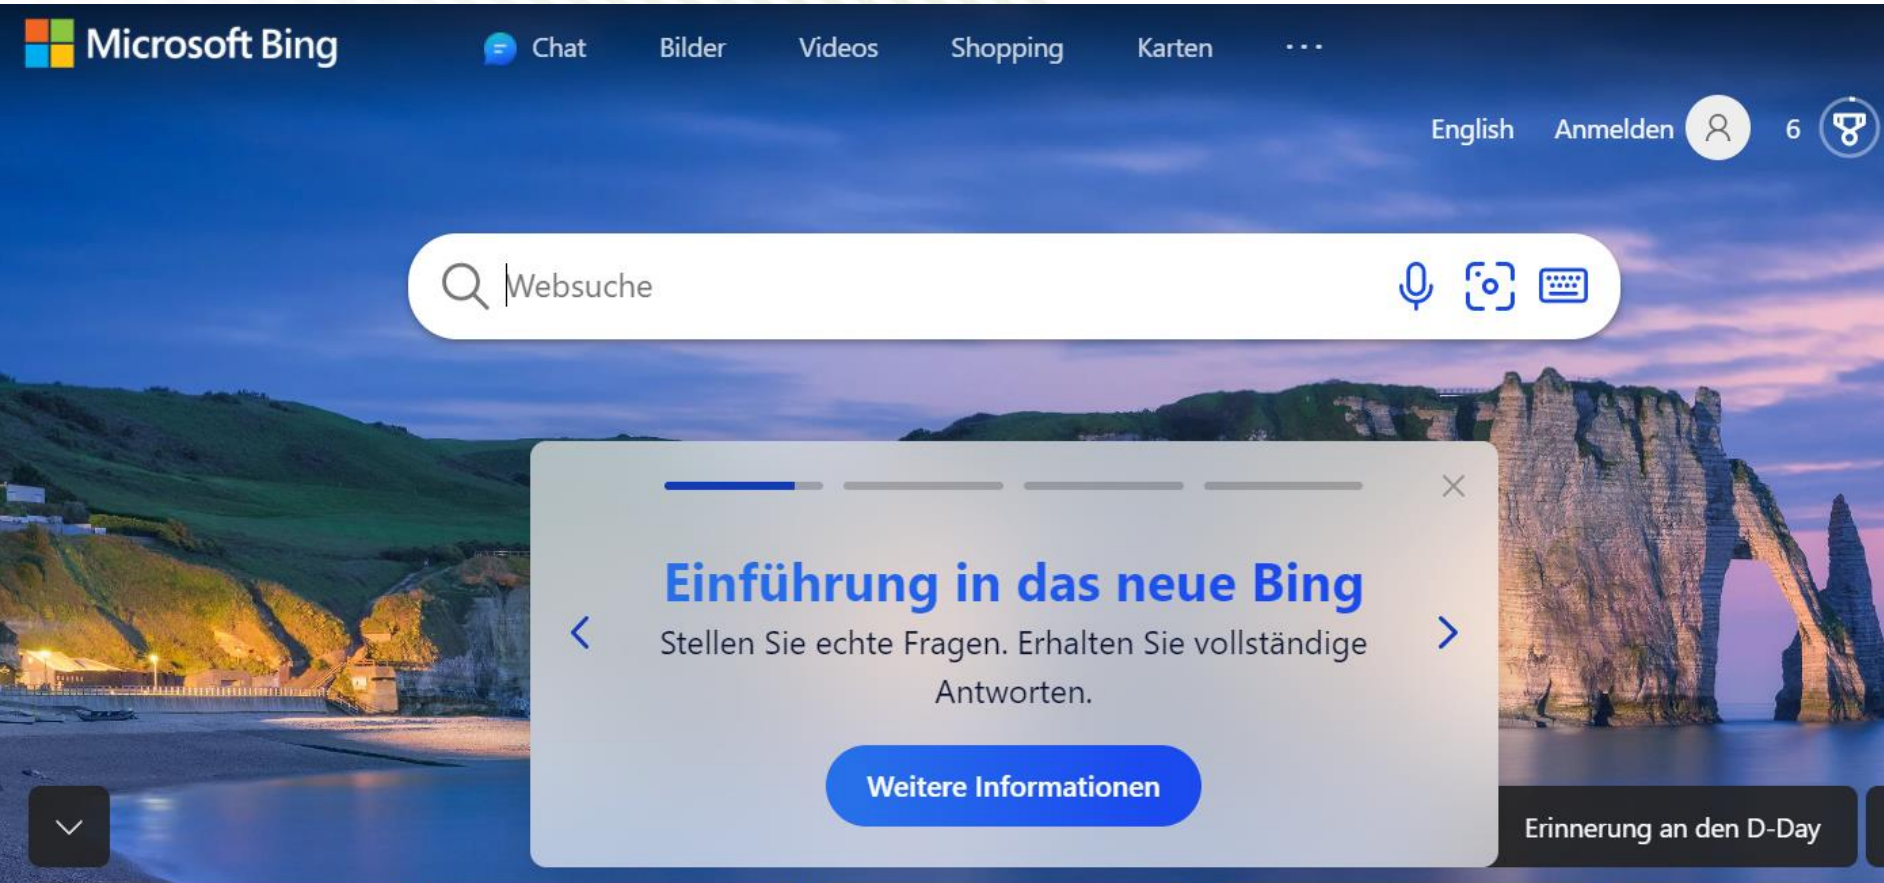 Microsoft Bing
Chat Bilder Videos Shopping Karten ...
English Anmelden 6
Websuche
Einführung in das neue Bing
Stellen Sie echte Fragen. Erhalten Sie vollständige
Antworten.
Weitere Informationen
Erinnerung an den D-Day